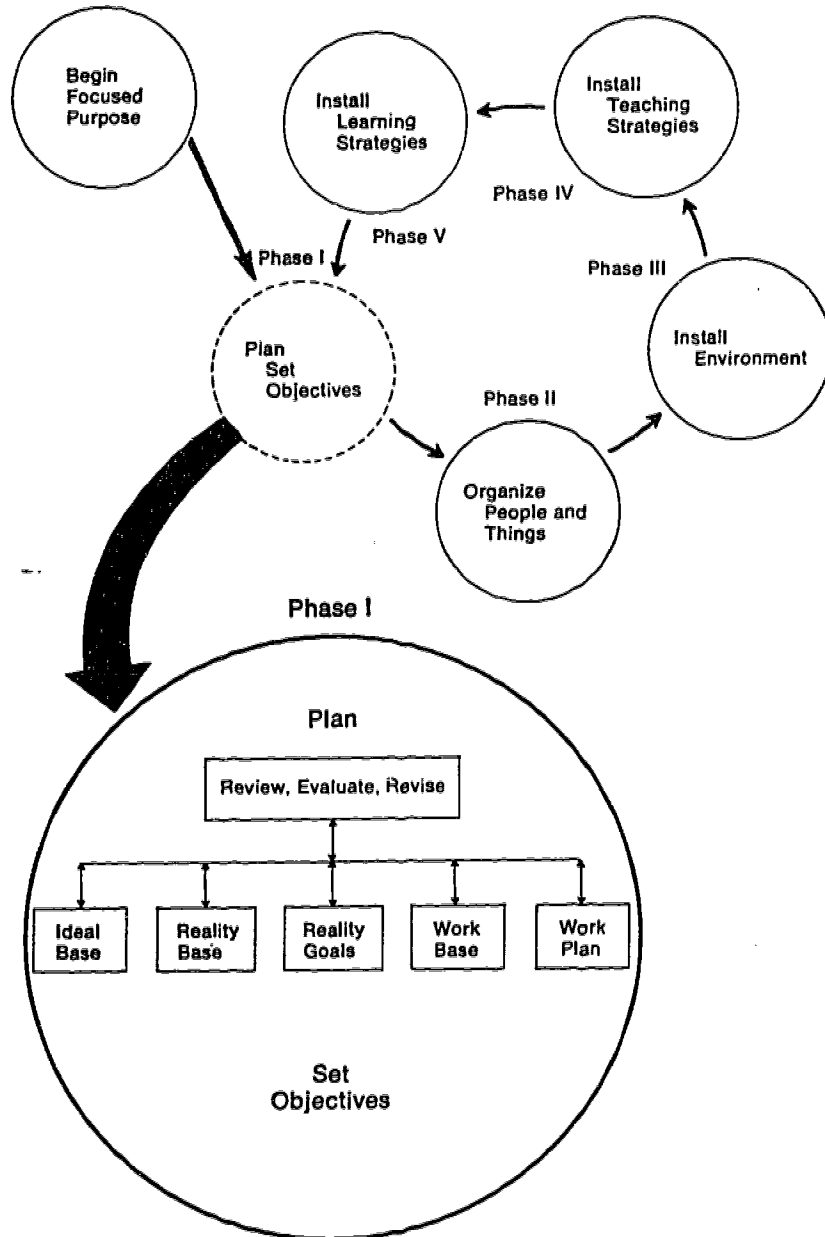 Begin
Focused
Purpose
Install
Learning
Strategies
Install
Teaching
Strategies
Phase IV
Phase V
Phase I
Phase III
Plan
Set
Objectives
Install
Environment
Phase II
Organize
People and
Things
Phase I
Plan
Review, Evaluate, Revise
Ideal
Base
Reality
Base
Reality
Goals
Work
Base
Work
Plan
Set
Objectives